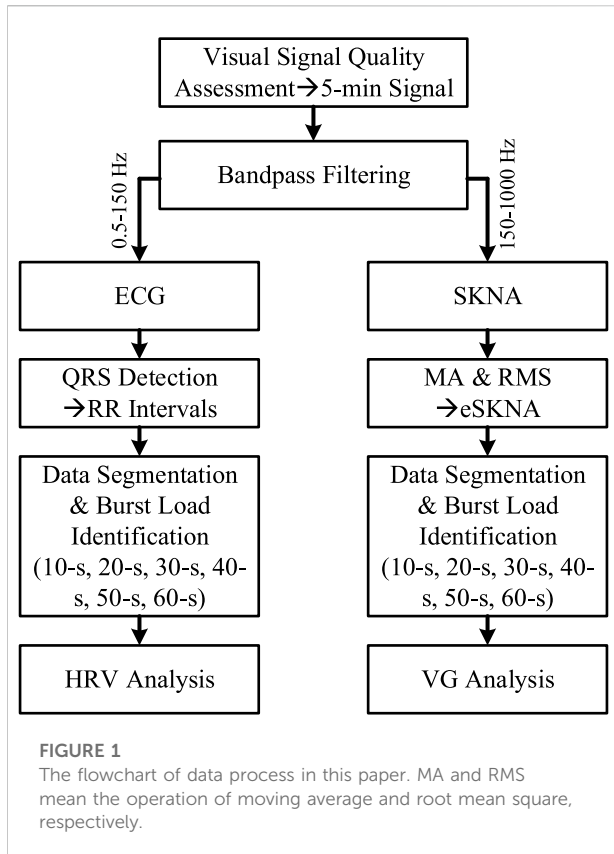 Visual Signal Quality
Assessment→5-min Signal
Bandpass Filtering
0.5-150 Hz
150-1000 Hz
ECG
SKNA
QRS Detection
→RR Intervals
MA & RMS
→eSKNA
Data Segmentation
& Burst Load
Identification
(10-s, 20-s, 30-s, 40-
s, 50-s, 60-s)
Data Segmentation
& Burst Load
Identification
(10-s, 20-s, 30-s, 40-
s, 50-s, 60-s)
HRV Analysis
VG Analysis
FIGURE 1
The flowchart of data process in this paper. MA and RMS
mean the operation of moving average and root mean square,
respectively.